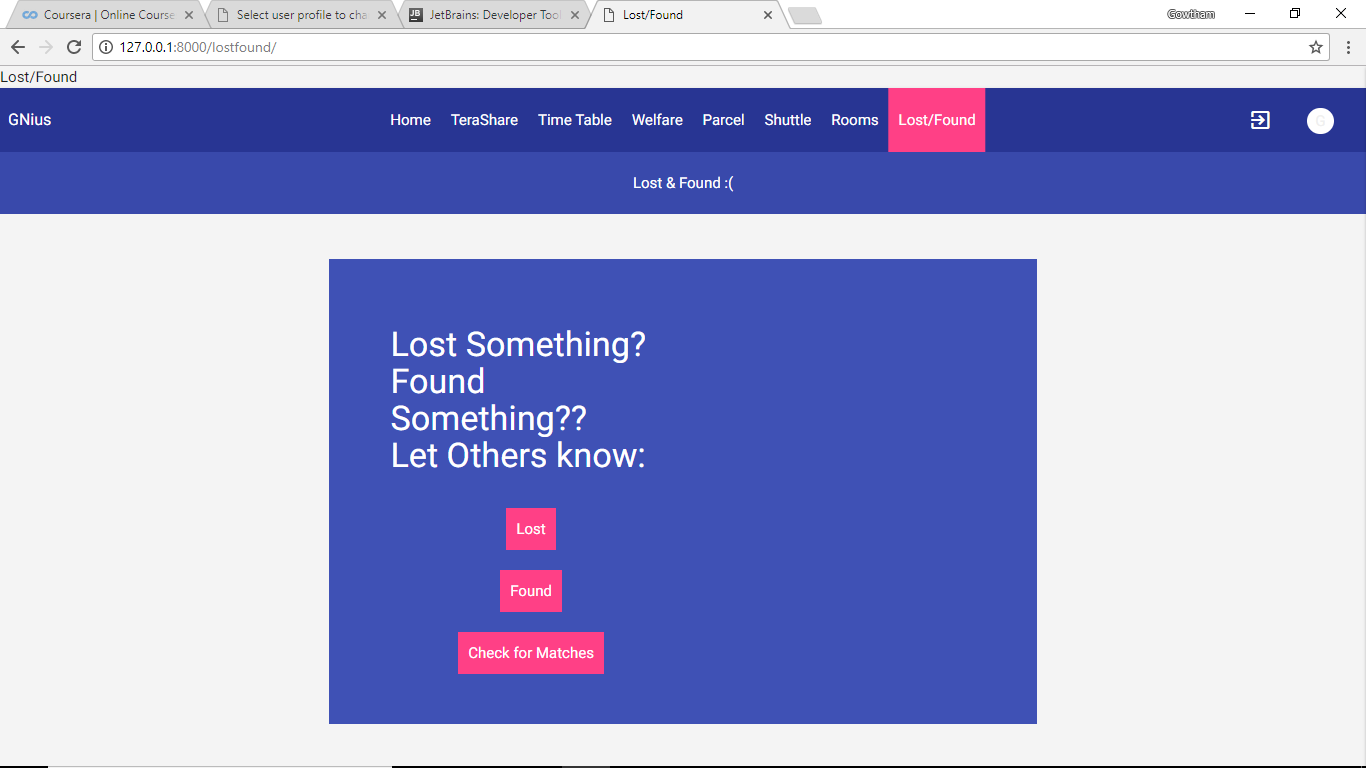 Coursera | Online Course
Select user profile to cha
JetBrains: Developer Tool
Lost/Found
Gowtham
127.0.0.1:8000/lostfound/
Lost/Found
GNius Home TeraShare Time Table Welfare Parcel Shuttle Rooms Lost/Found G
Lost & Found :(
Lost Something?
Found
Something??
Let Others know:
Lost
Found
Check for Matches